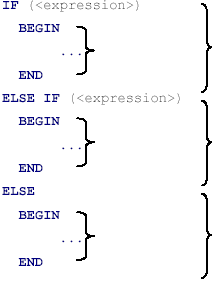 IF (<expression>)
BEGIN
...
END
ELSE IF (<expression>)
BEGIN
...
END
ELSE
BEGIN
...
END